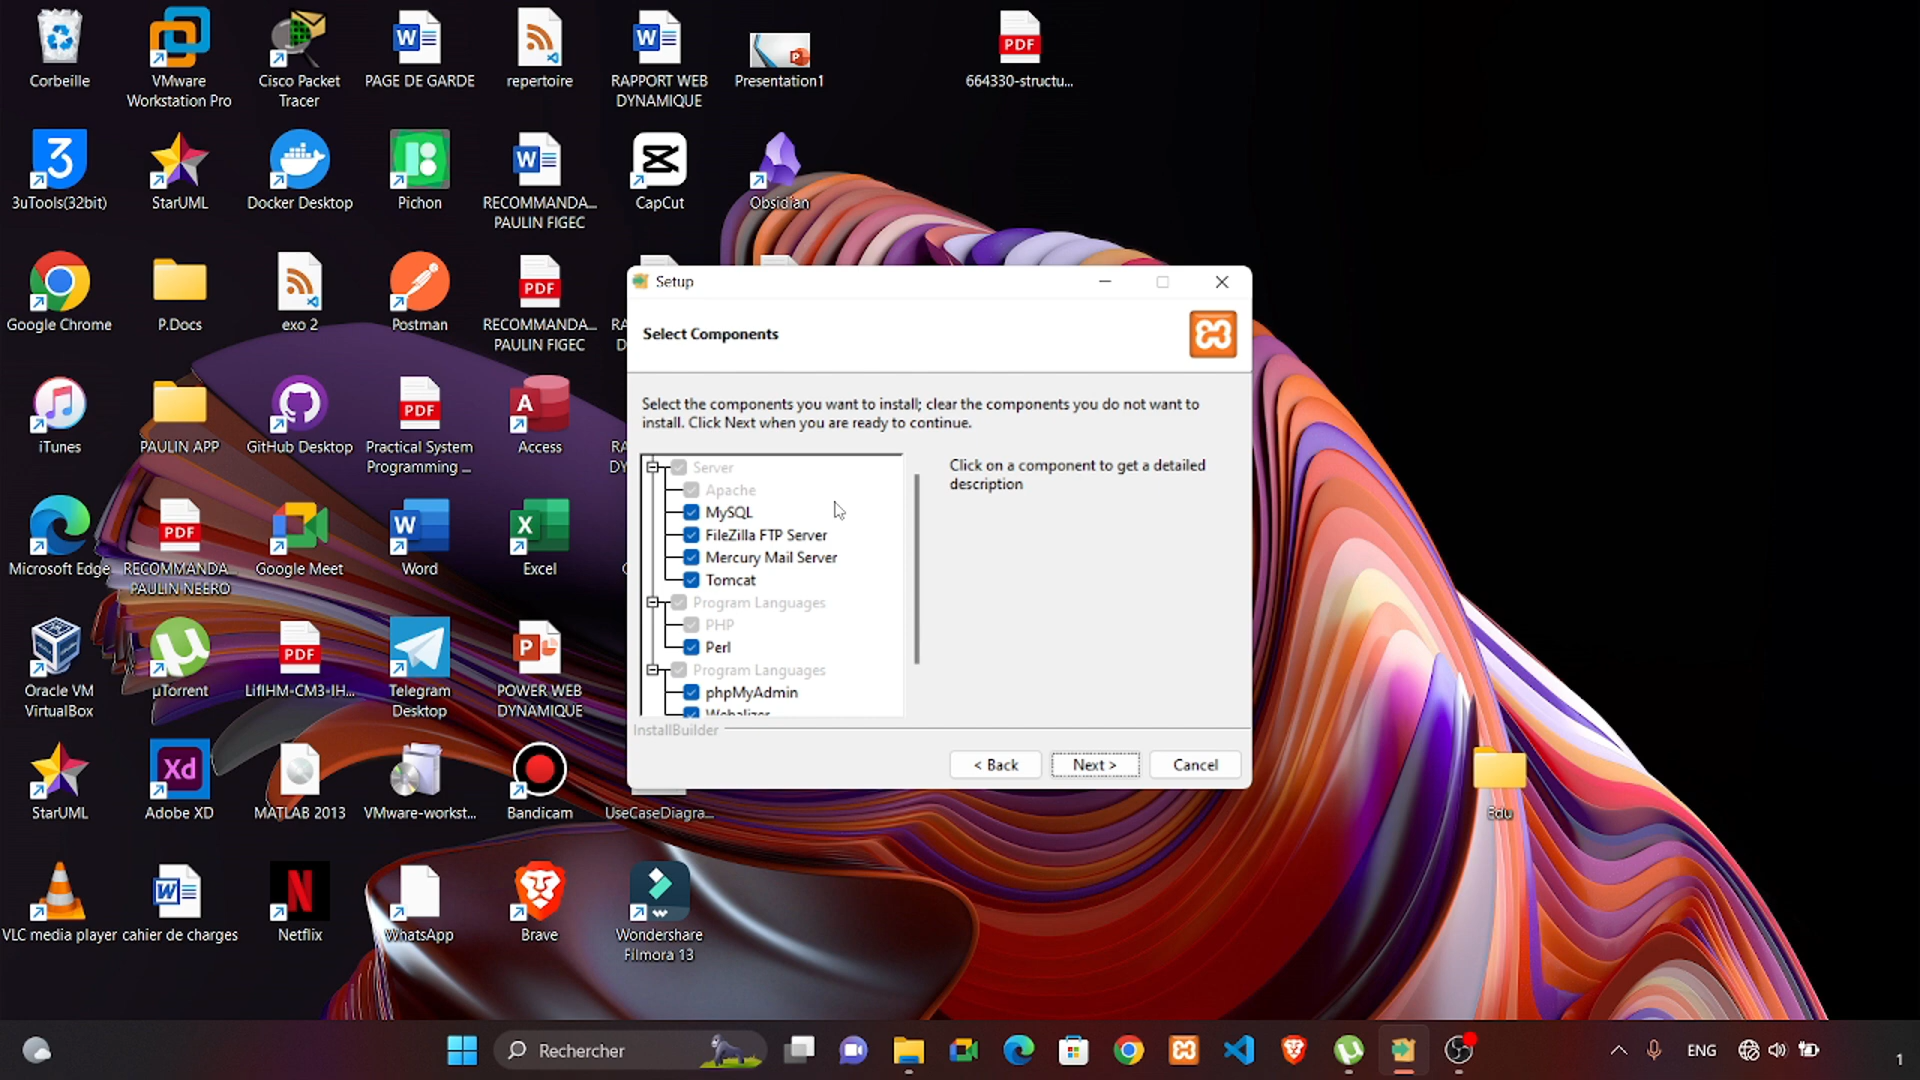 Corbeille
VMware
Workstation Pro
Cisco Packet
Tracer
PAGE DE GARDE
repertoire
RAPPORT WEB
DYNAMIQUE
Presentation1
664330-structu...
3uTools(32bit)
StarUML
Docker Desktop
Pichon
RECOMMANDA...
PAULIN FIGEC
CapCut
Obsidian
Google Chrome
P.Docs
exo 2
Postman
RECOMMANDA...
PAULIN FIGEC
iTunes
PAULIN APP
GitHub Desktop
Practical System
Programming ...
Access
Microsoft Edge
RECOMMANDA...
PAULIN NEERO
Google Meet
Word
Excel
Oracle VM
VirtualBox
µTorrent
LifIHM-CM3-IH...
Telegram
Desktop
POWER WEB
DYNAMIQUE
StarUML
Adobe XD
MATLAB 2013
VMware-workst...
Bandicam
UseCaseDiagra...
VLC media player
cahier de charges
Netflix
WhatsApp
Brave
Wondershare
Filmora 13
Edu
Setup
Select Components
Select the components you want to install; clear the components you do not want to
install. Click Next when you are ready to continue.
Server
Apache
MySQL
FileZilla FTP Server
Mercury Mail Server
Tomcat
Program Languages
PHP
Perl
Program Languages
phpMyAdmin
Webalizer
Click on a component to get a detailed
description
InstallBuilder
< Back
Next >
Cancel
Rechercher
ENG
1